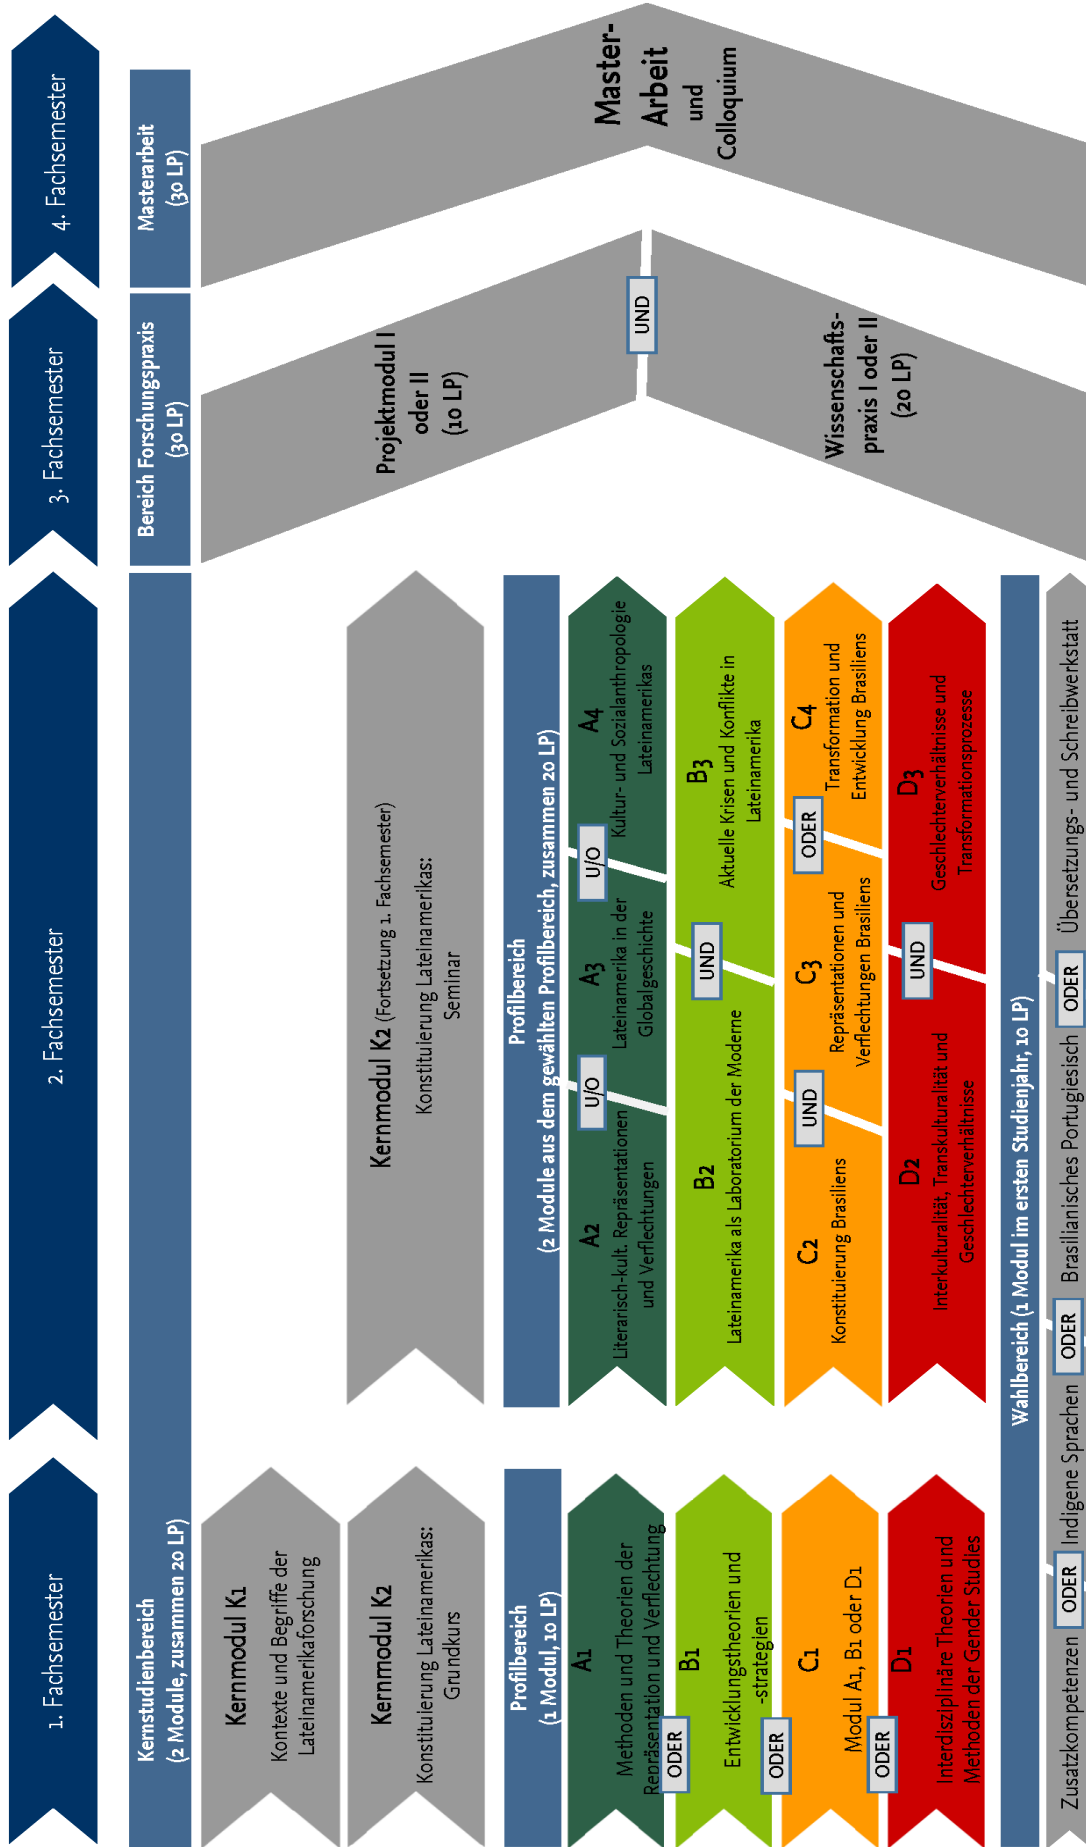 1. Fachsemester
2. Fachsemester
3. Fachsemester
4. Fachsemester
Kernstudienbereich
(2 Module, zusammen 20 LP)
Bereich Forschungspraxis
(30 LP)
Masterarbeit
(30 LP)
Kernmodul K1
Kontexte und Begriffe der
Lateinamerikaforschung
Kernmodul K2
Konstituierung Lateinamerikas:
Grundkurs
Kernmodul K2 (Fortsetzung 1. Fachsemester)
Konstituierung Lateinamerikas:
Seminar
Projektmodul I
oder II
(10 LP)
UND
Wissenschafts-
praxis I oder II
(20 LP)
Master-
Arbeit
und
Colloquium
Profilbereich
(1 Modul, 10 LP)
Profilbereich
(2 Module aus dem gewählten Profilbereich, zusammen 20 LP)
A1
Methoden und Theorien der
Repräsentation und Verflechtung
ODER
A2
Literarisch-kult. Repräsentationen
und Verflechtungen
U/O
A3
Lateinamerika in der
Globalgeschichte
U/O
A4
Kultur- und Sozialanthropologie
Lateinamerikas
B1
Entwicklungstheorien und
-strategien
ODER
B2
Lateinamerika als Laboratorium der Moderne
UND
B3
Aktuelle Krisen und Konflikte in
Lateinamerika
C1
Modul A1, B1 oder D1
ODER
C2
Konstituierung Brasiliens
UND
C3
Repräsentationen und
Verflechtungen Brasiliens
ODER
C4
Transformation und
Entwicklung Brasiliens
D1
Interdisziplinäre Theorien und
Methoden der Gender Studies
D2
Interkulturalität, Transkulturalität und
Geschlechterverhältnisse
UND
D3
Geschlechterverhältnisse und
Transformationsprozesse
Wahlbereich (1 Modul im ersten Studienjahr, 10 LP)
Zusatzkompetenzen ODER Indigene Sprachen ODER Brasilianisches Portugiesisch ODER Übersetzungs- und Schreibwerkstatt